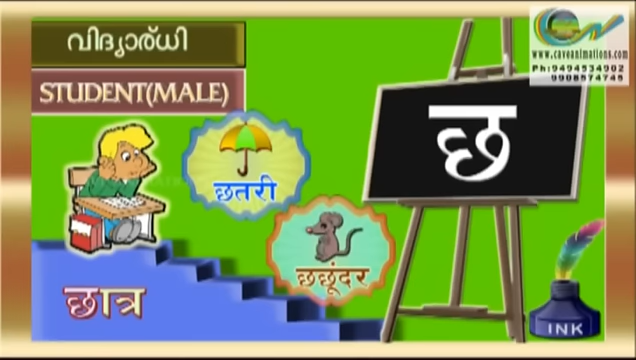 വിദ്യാര്ധി
STUDENT(MALE)
छतरी
छछूंदर
छात्र
छ
INK
www.caveanimations.com
Ph:9494534902
9908574745